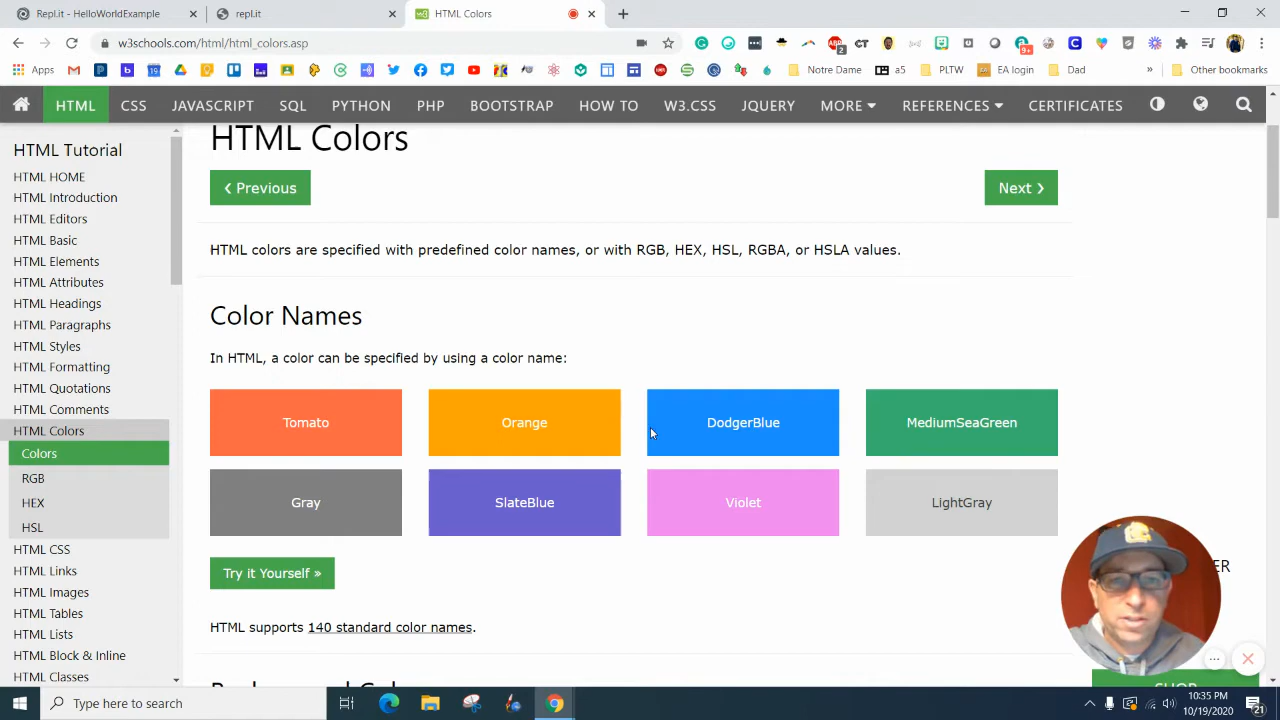 Rep.it - HelloWorldExample
repl.it
HTML Colors
w3schools.com/html/html_colors.asp
2
9+
Apps
Notre Dame
a5
PLTW
EA login
Dad
»
Other bookmarks
HTML
CSS
JAVASCRIPT
SQL
PYTHON
PHP
BOOTSTRAP
HOW TO
W3.CSS
JQUERY
MORE
REFERENCES
CERTIFICATES
HTML Tutorial
HTML HOME
HTML Introduction
HTML Editors
HTML Basic
HTML Elements
HTML Attributes
HTML Headings
HTML Paragraphs
HTML Styles
HTML Formatting
HTML Quotations
HTML Comments
HTML Colors
Colors
RGB
HEX
HSL
HTML CSS
HTML Links
HTML Images
HTML Tables
HTML Lists
HTML Block & Inline
HTML Classes
HTML Colors
❮ Previous
Next ❯
HTML colors are specified with predefined color names, or with RGB, HEX, HSL, RGBA, or HSLA values.
Color Names
In HTML, a color can be specified by using a color name:
Tomato
Orange
DodgerBlue
MediumSeaGreen
Gray
SlateBlue
Violet
LightGray
Try it Yourself »
HTML supports 140 standard color names.
ER
SHOP
Type here to search
10:35 PM
10/19/2020
21